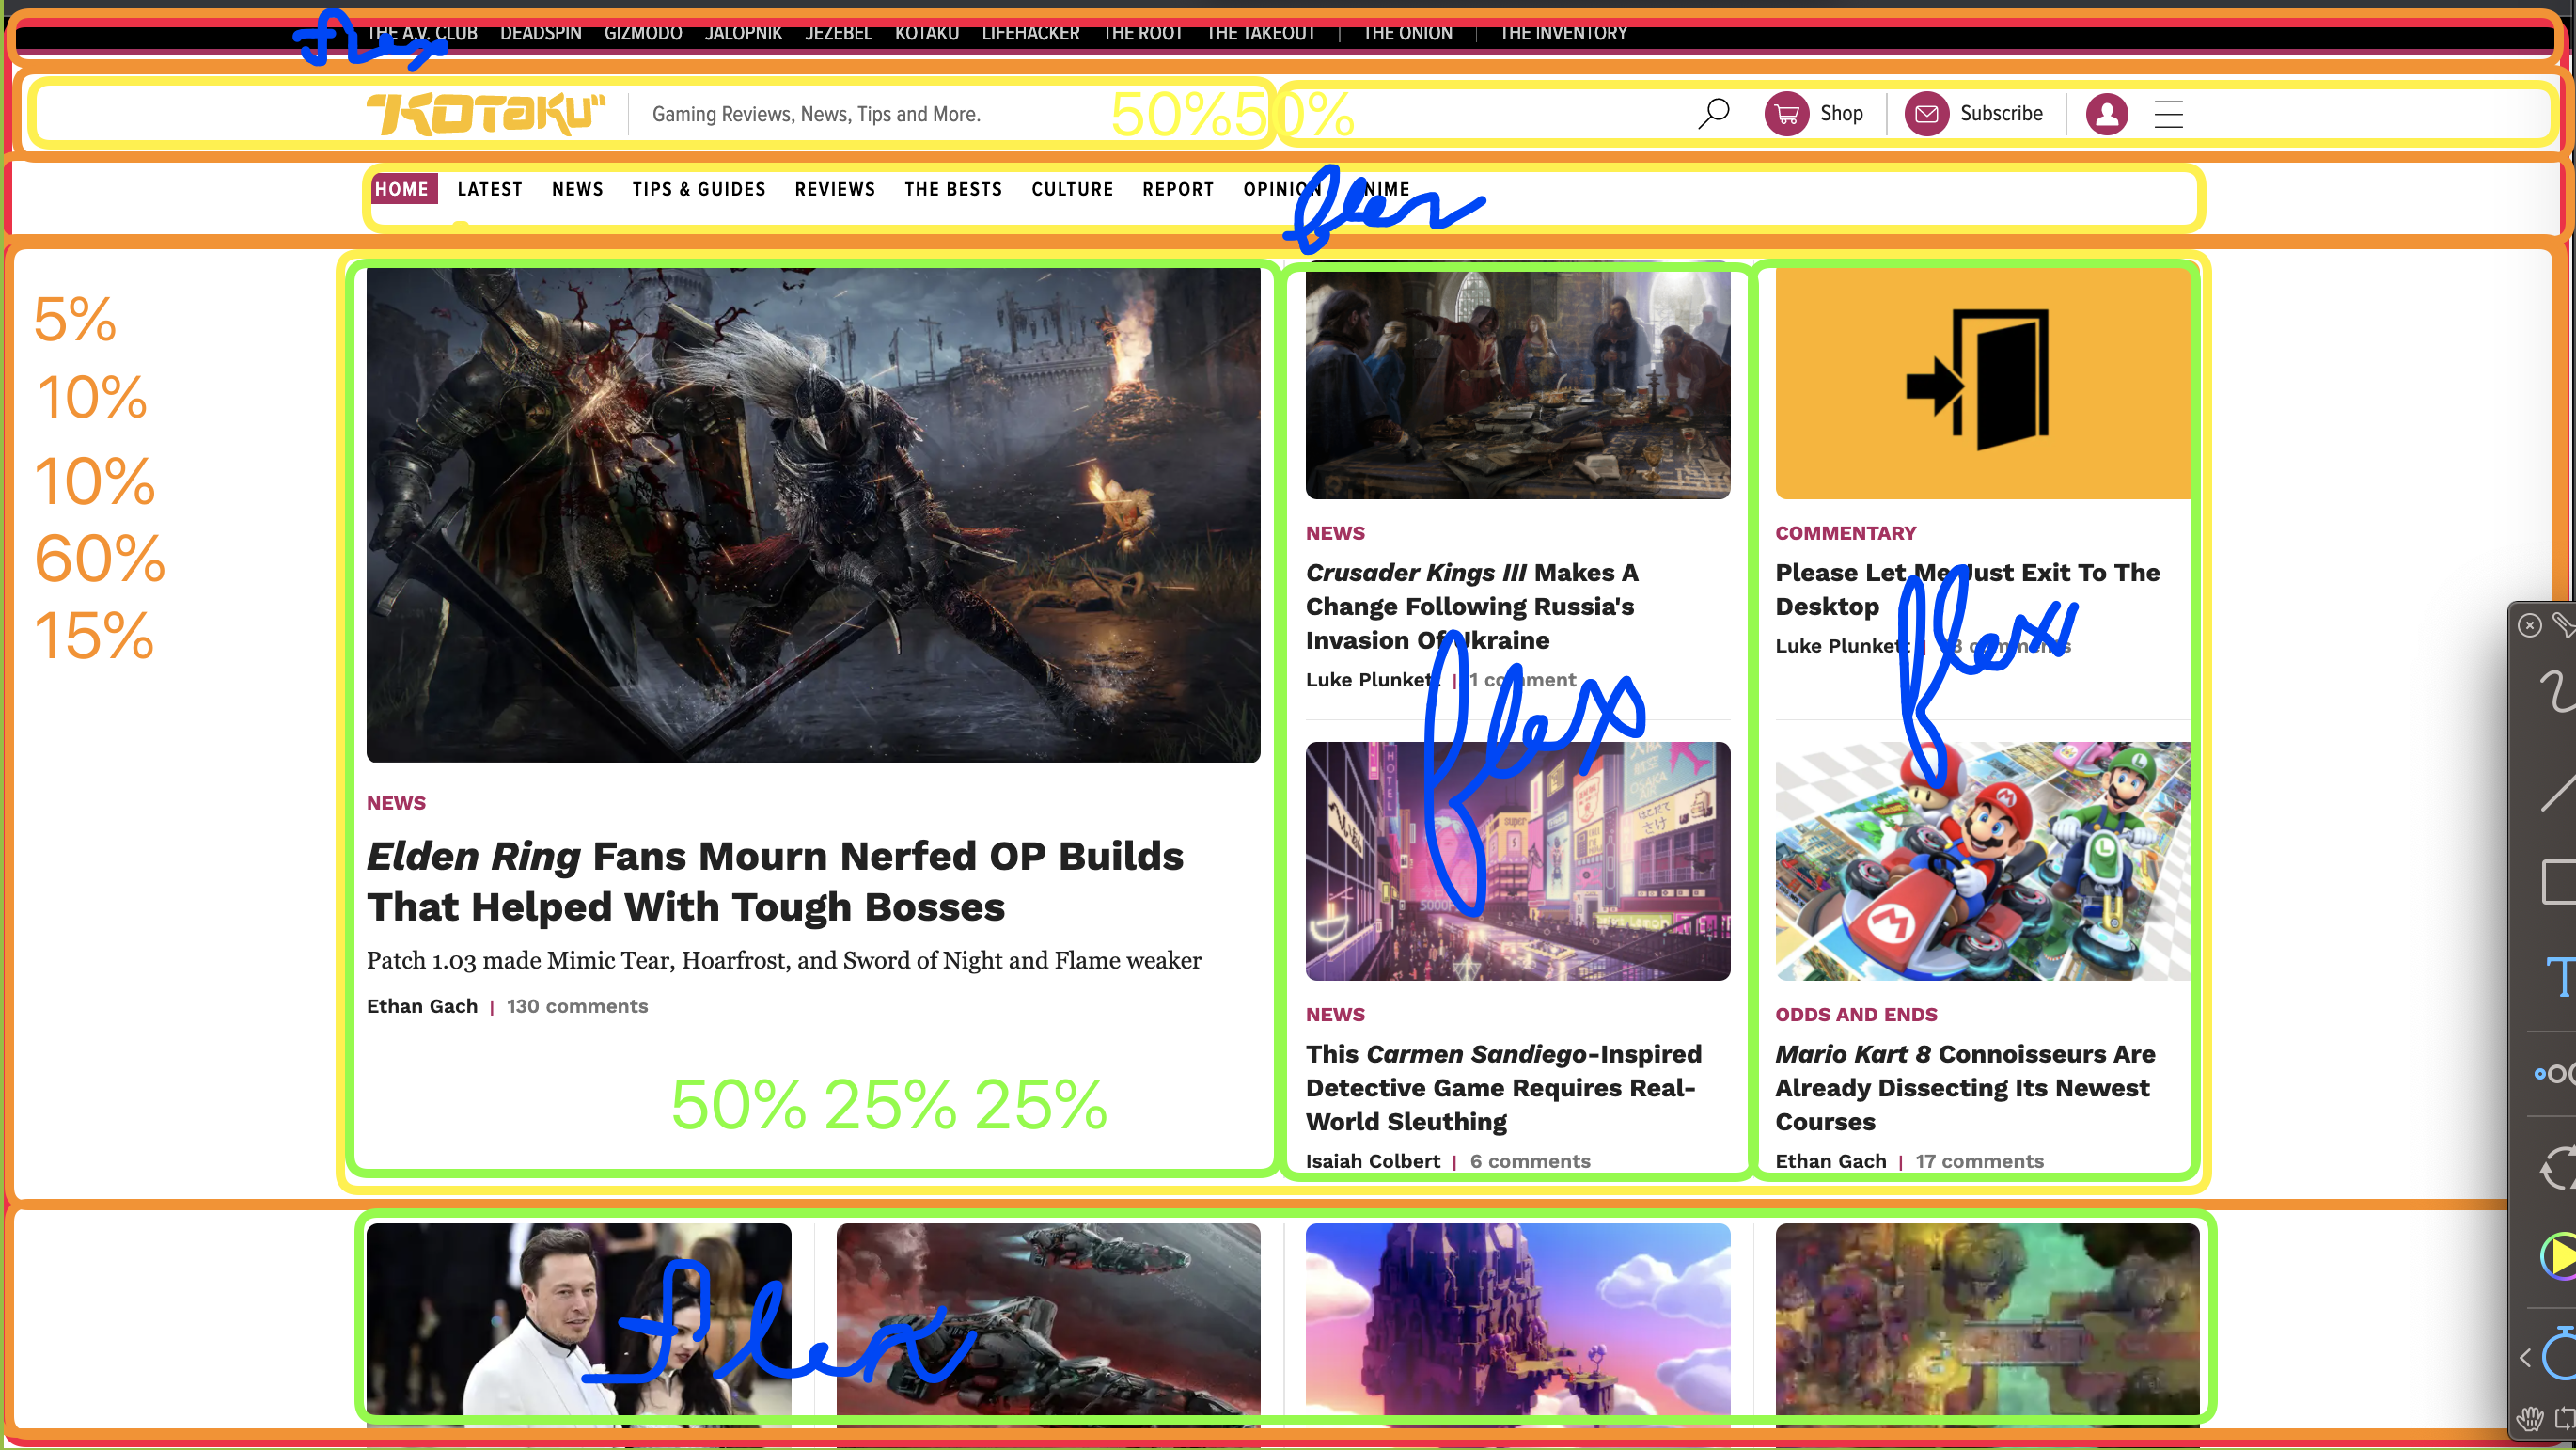 THE A.V. CLUB DEADSPIN GIZMODO JALOPNIK JEZEBEL KOTAKU LIFEHACKER THE ROOT THE TAKEOUT | THE ONION | THE INVENTORY
flex
KOTAKU Gaming Reviews, News, Tips and More. 50%50% Shop Subscribe
HOME LATEST NEWS TIPS & GUIDES REVIEWS THE BESTS CULTURE REPORT OPINION ANIME
flex
5%
10%
10%
60%
15%
NEWS
Elden Ring Fans Mourn Nerfed OP Builds
That Helped With Tough Bosses
Patch 1.03 made Mimic Tear, Hoarfrost, and Sword of Night and Flame weaker
Ethan Gach | 130 comments
50% 25% 25%
NEWS
Crusader Kings III Makes A
Change Following Russia's
Invasion Of Ukraine
Luke Plunkett | 1 comment
flex
NEWS
This Carmen Sandiego-Inspired
Detective Game Requires Real-
World Sleuthing
Isaiah Colbert | 6 comments
COMMENTARY
Please Let Me Just Exit To The
Desktop
Luke Plunkett | comments
flex
ODDS AND ENDS
Mario Kart 8 Connoisseurs Are
Already Dissecting Its Newest
Courses
Ethan Gach | 17 comments
flex